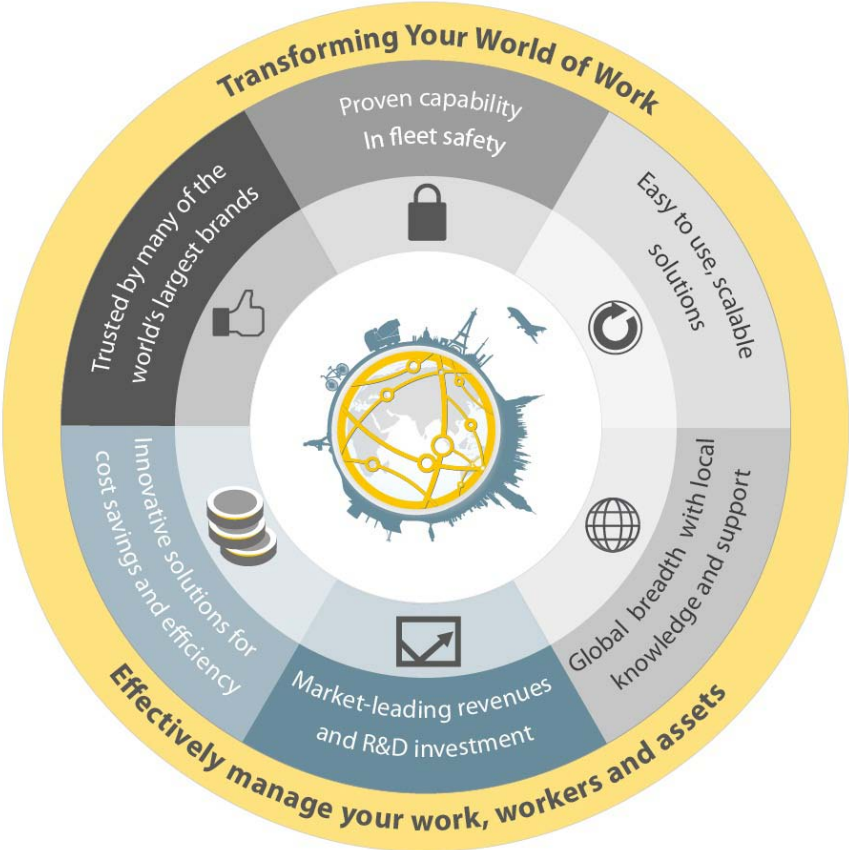 Transforming Your World of Work
Proven capability
In fleet safety
Easy to use, scalable
solutions
Global breadth with local
knowledge and support
Market-leading revenues
and R&D investment
Innovative solutions for
cost savings and efficiency
Trusted by many of the
world's largest brands
Effectively manage your work, workers and assets